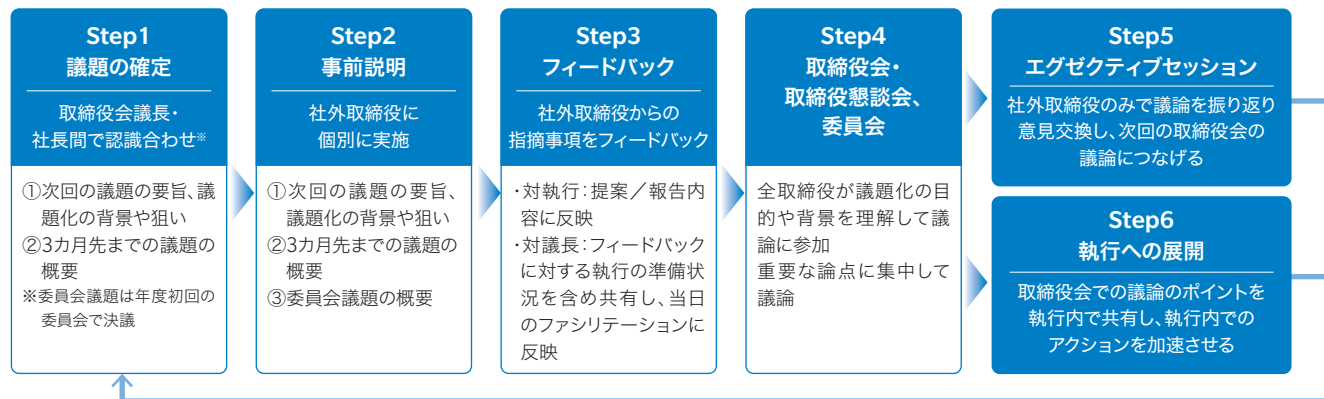 Step1
議題の確定
取締役会議長・
社長間で認識合わせ※
①次回の議題の要旨、議
題化の背景や狙い
②3カ月先までの議題の
概要
※委員会議題は年度初回の
委員会で決議
Step2
事前説明
社外取締役に
個別に実施
①次回の議題の要旨、
議題化の背景や狙い
②3カ月先までの議題の
概要
③委員会議題の概要
Step3
フィードバック
社外取締役からの
指摘事項をフィードバック
・対執行：提案／報告内
容に反映
・対議長：フィードバック
に対する執行の準備状
況を含め共有し、当日
のファシリテーションに
反映
Step4
取締役会・
取締役懇談会、
委員会
全取締役が議題化の目
的や背景を理解して議
論に参加
重要な論点に集中して
議論
Step5
エグゼクティブセッション
社外取締役のみで議論を振り返り
意見交換し、次回の取締役会の
議論につなげる
Step6
執行への展開
取締役会での議論のポイントを
執行内で共有し、執行内での
アクションを加速させる